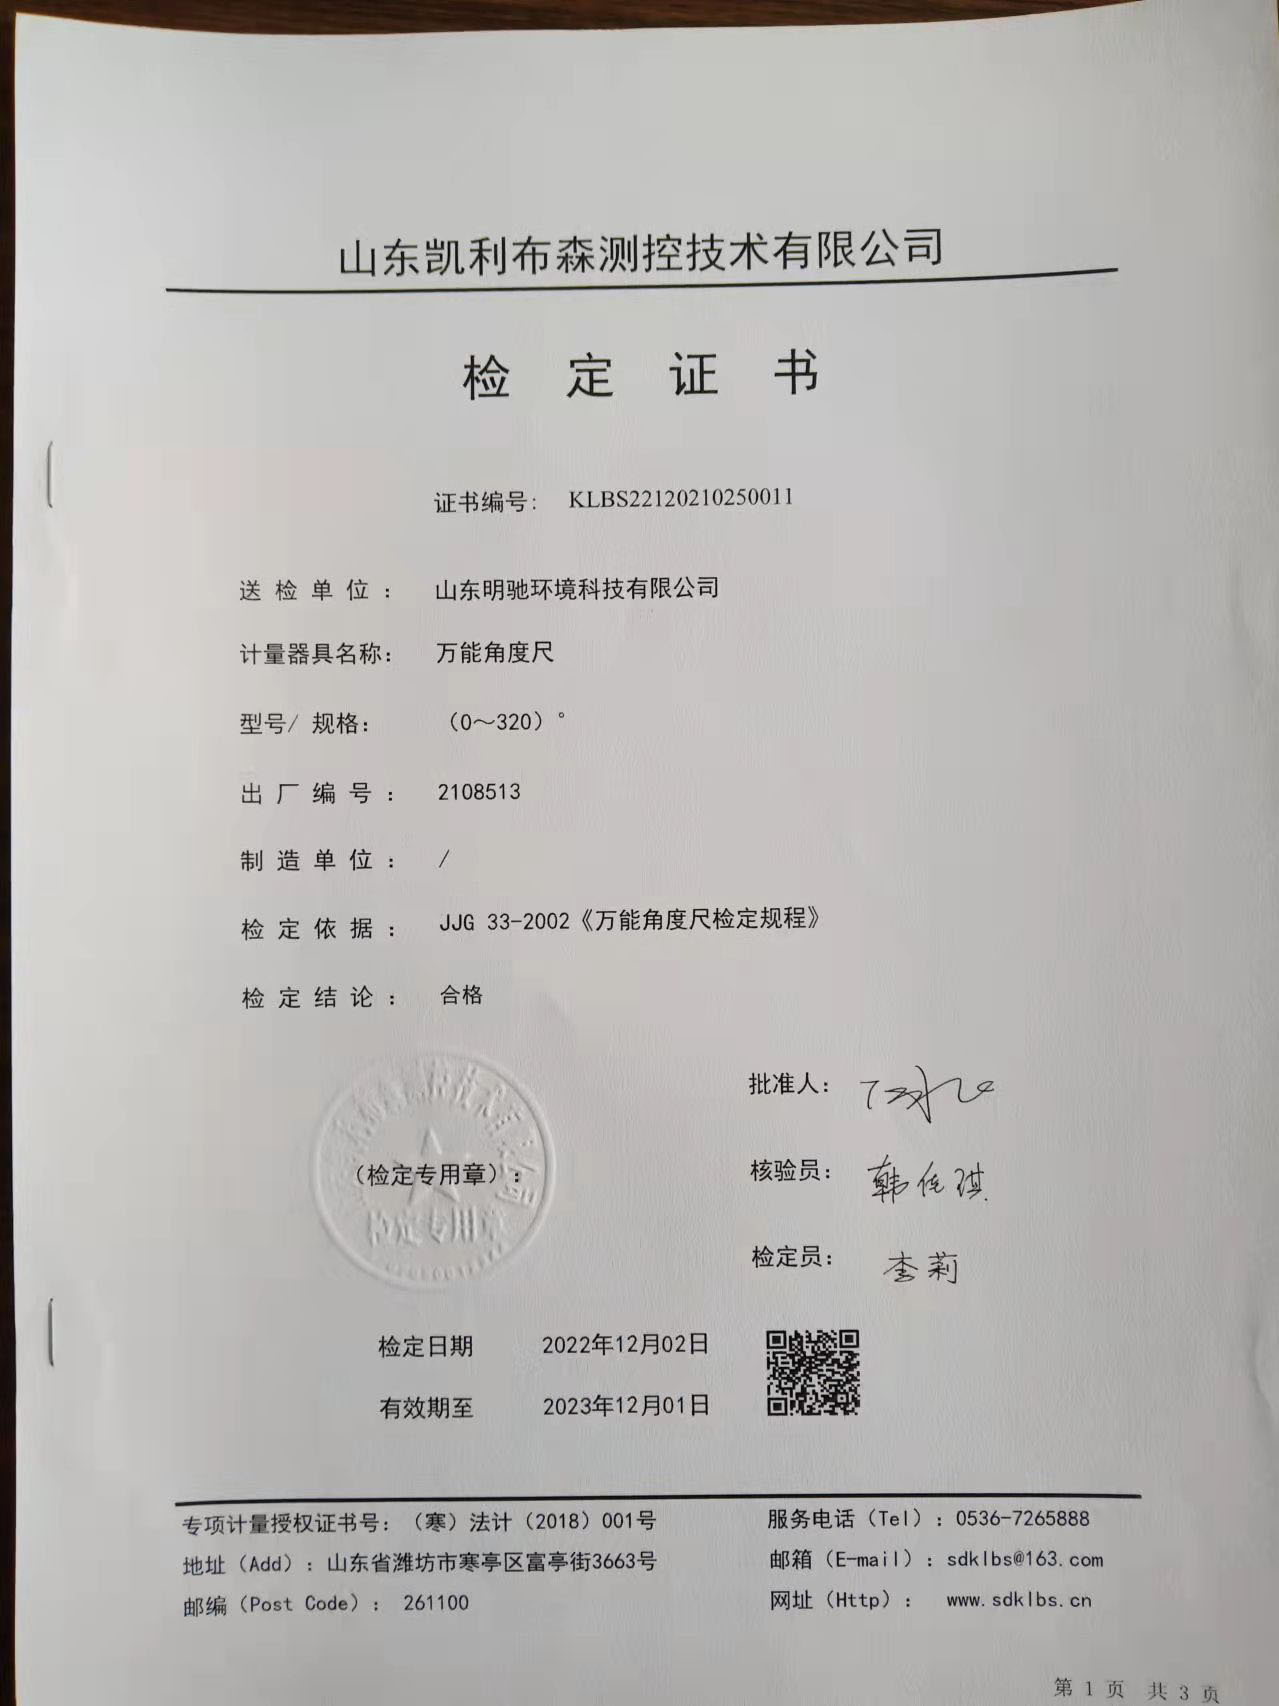 山东凯利布森测控技术有限公司
检定证书
证书编号： KLBS22120210250011
送检单位： 山东明驰环境科技有限公司
计量器具名称： 万能角度尺
型号/ 规格： （0～320）°
出厂编号： 2108513
制造单位： /
检定依据： JJG 33-2002《万能角度尺检定规程》
检定结论： 合格
批准人：
（检定专用章）：
检定专用章
核验员： 韩佳琪
检定员： 李莉
检定日期 2022年12月02日
有效期至 2023年12月01日
专项计量授权证书号：（寒）法计（2018）001号 服务电话（Tel）：0536-7265888
地址（Add）：山东省潍坊市寒亭区富亭街3663号 邮箱（E-mail）：sdklbs@163.com
邮编（Post Code）： 261100 网址（Http）： www.sdklbs.cn
第 1 页 共 3 页